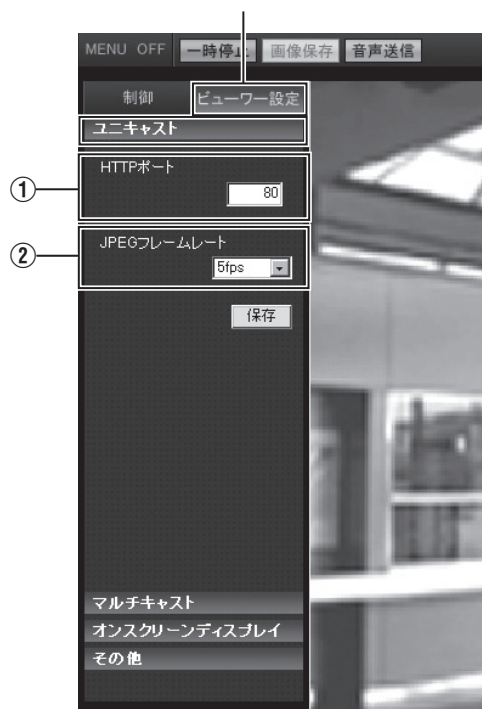 MENU OFF 一時停止 画像保存 音声送信
制御 ビューワー設定
ユニキャスト
① HTTPポート
80
② JPEGフレームレート
5fps
保存
マルチキャスト
オンスクリーンディスプレイ
その他